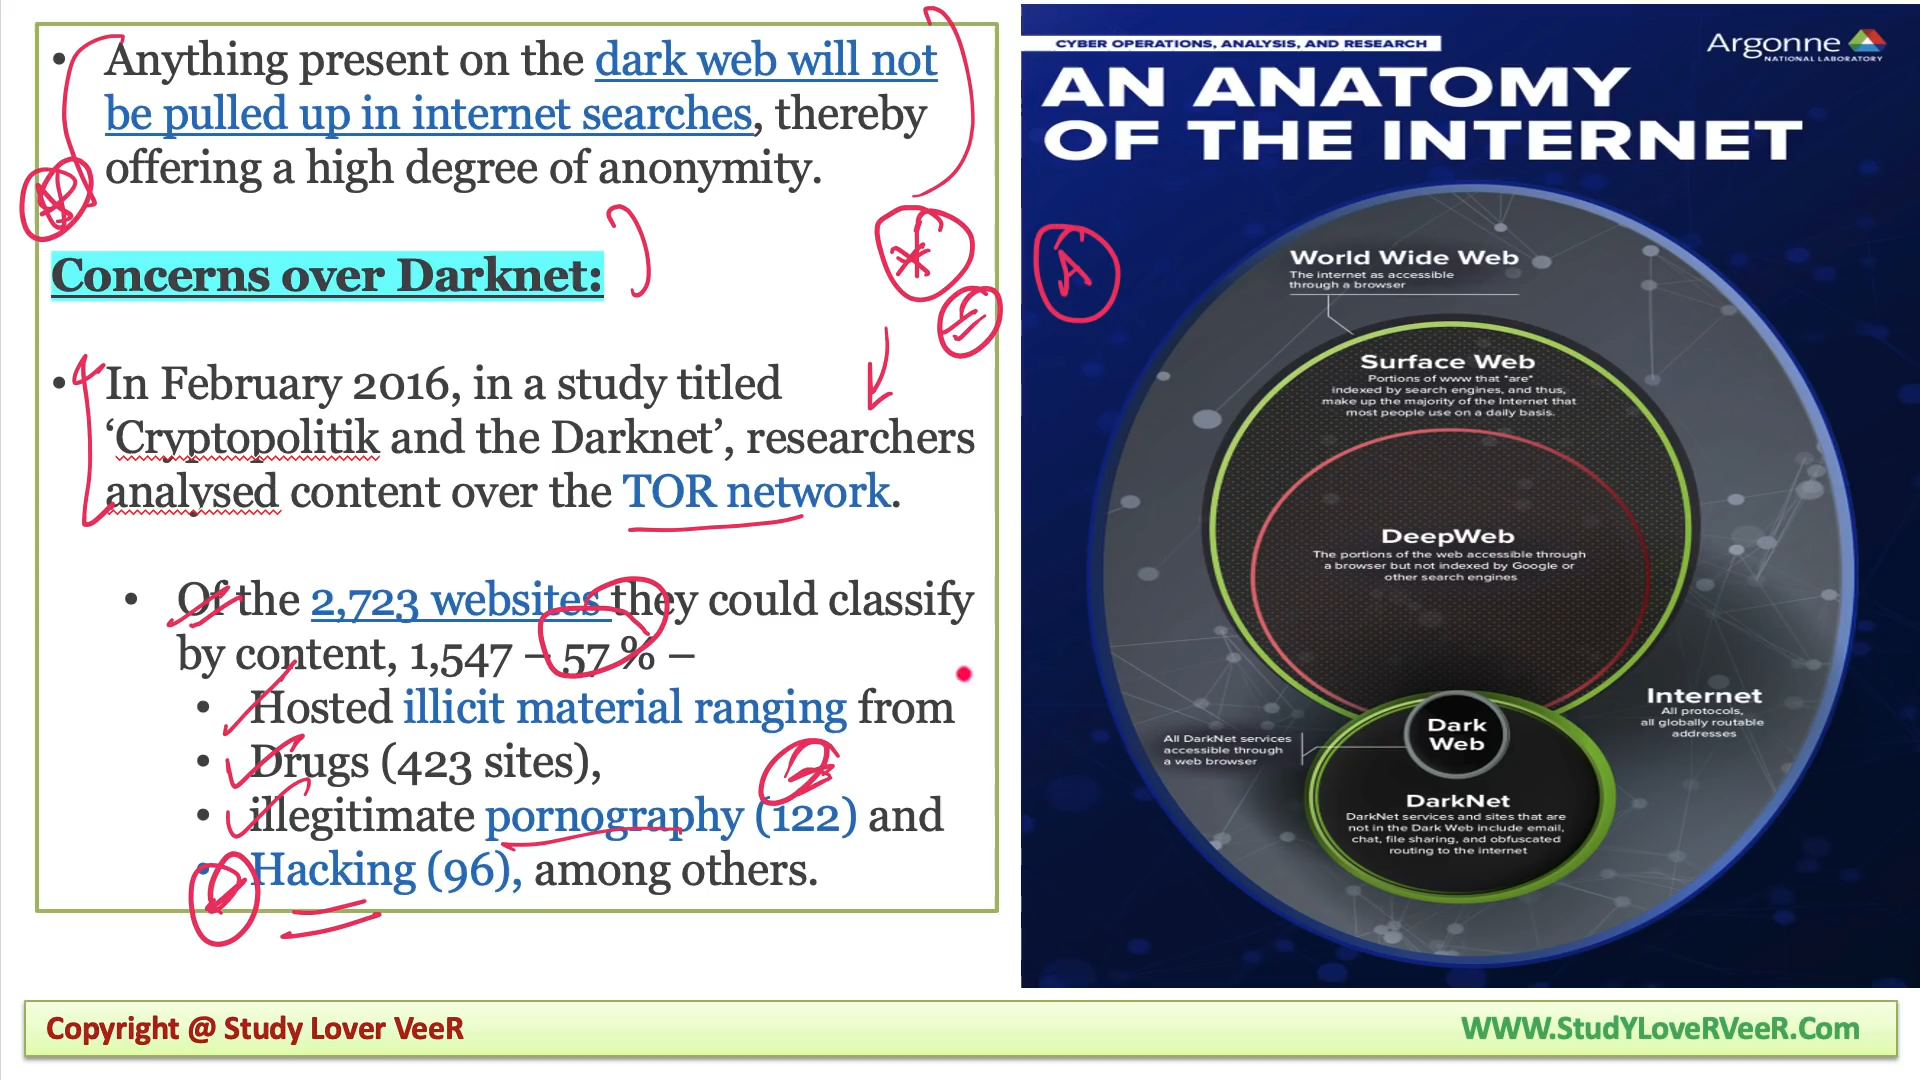 • Anything present on the dark web will not
be pulled up in internet searches, thereby
offering a high degree of anonymity.
Concerns over Darknet:
• In February 2016, in a study titled
‘Cryptopolitik and the Darknet’, researchers
analysed content over the TOR network.
• Of the 2,723 websites they could classify
by content, 1,547 – 57 % –
• Hosted illicit material ranging from
• Drugs (423 sites),
• illegitimate pornography (122) and
• Hacking (96), among others.
CYBER OPERATIONS, ANALYSIS, AND RESEARCH
Argonne
NATIONAL LABORATORY
AN ANATOMY
OF THE INTERNET
A
World Wide Web
The internet as accessible
through a browser
Surface Web
Portions of www that *are*
indexed by search engines, and thus,
make up the majority of the Internet that
most people use on a daily basis.
DeepWeb
The portions of the web accessible through
a browser but not indexed by Google or
other search engines
Internet
All protocols,
all globally routable
addresses
Dark
Web
All DarkNet services
accessible through
a web browser
DarkNet
DarkNet services and sites that are
not in the Dark Web include email,
chat, file sharing, and obfuscated
routing to the internet
Copyright @ Study Lover VeeR
WWW.StudYLoveRVeeR.Com